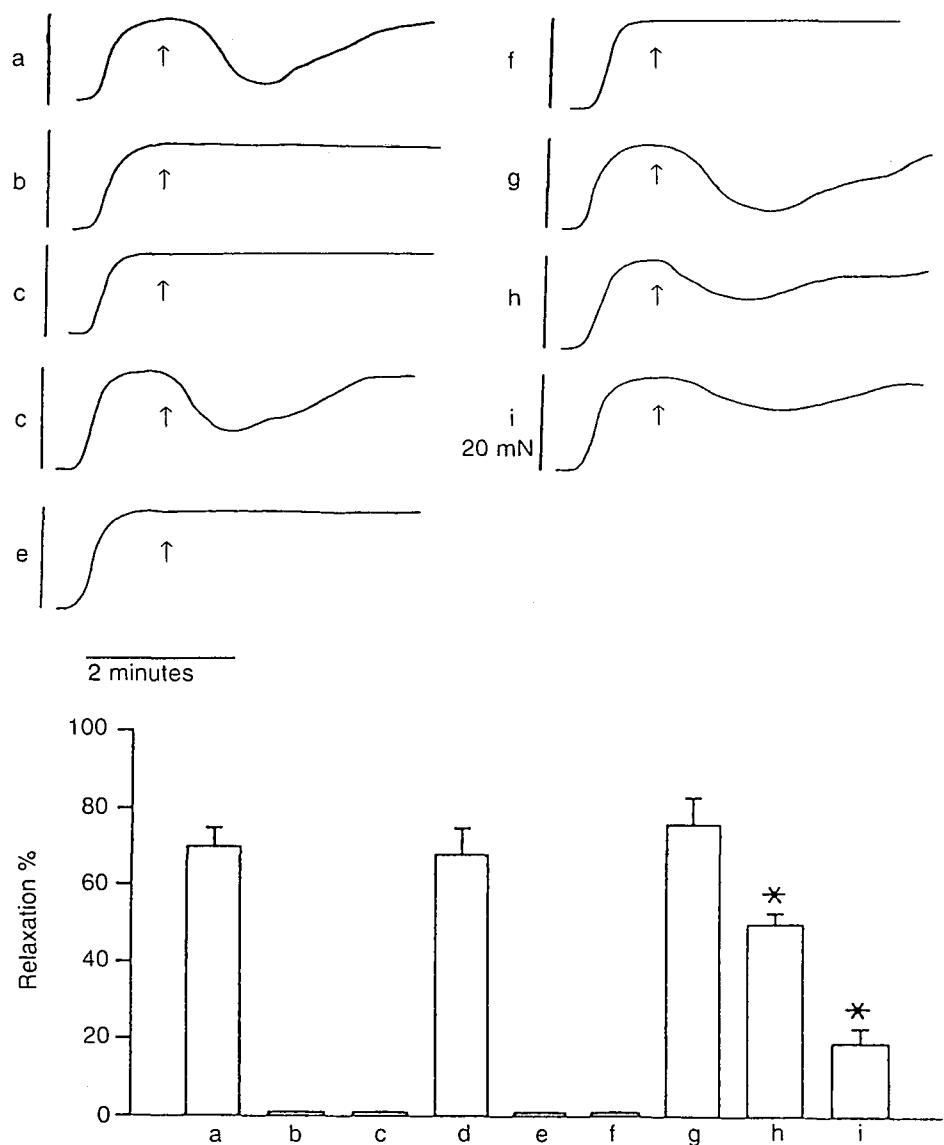 a
↑
b
↑
c
↑
c
↑
e
↑
f
↑
g
↑
h
↑
i
↑
20 mN
2 minutes
Relaxation %
100
80
60
40
20
0
*
*
a b c d e f g h i